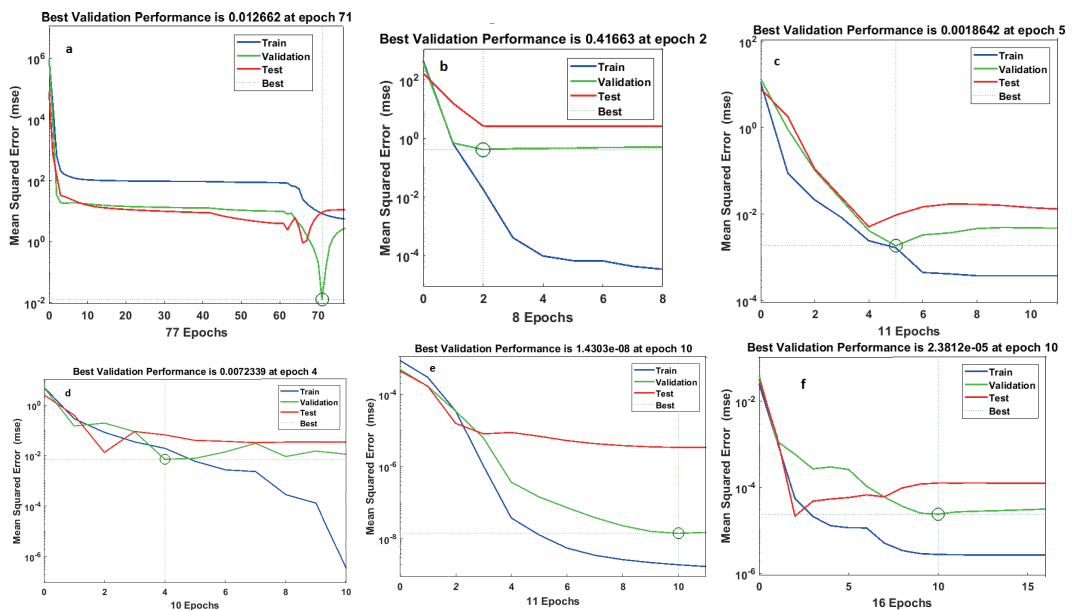 Best Validation Performance is 0.012662 at epoch 71
a
Train
Validation
Test
Best
10^6
10^4
10^2
10^0
10^-2
Mean Squared Error (mse)
0 10 20 30 40 50 60 70
77 Epochs
Best Validation Performance is 0.41663 at epoch 2
b
Train
Validation
Test
Best
10^2
10^0
10^-2
10^-4
Mean Squared Error (mse)
0 2 4 6 8
8 Epochs
Best Validation Performance is 0.0018642 at epoch 5
c
Train
Validation
Test
Best
10^2
10^0
10^-2
10^-4
Mean Squared Error (mse)
0 2 4 6 8 10
11 Epochs
Best Validation Performance is 0.0072339 at epoch 4
d
Train
Validation
Test
Best
10^0
10^-2
10^-4
10^-6
Mean Squared Error (mse)
0 1 2 3 4 5 6 7 8 9 10
10 Epochs
Best Validation Performance is 1.4303e-08 at epoch 10
e
Train
Validation
Test
Best
10^-4
10^-6
10^-8
Mean Squared Error (mse)
0 2 4 6 8 10
11 Epochs
Best Validation Performance is 2.3812e-05 at epoch 10
f
Train
Validation
Test
Best
10^-2
10^-4
10^-6
Mean Squared Error (mse)
0 5 10 15
16 Epochs